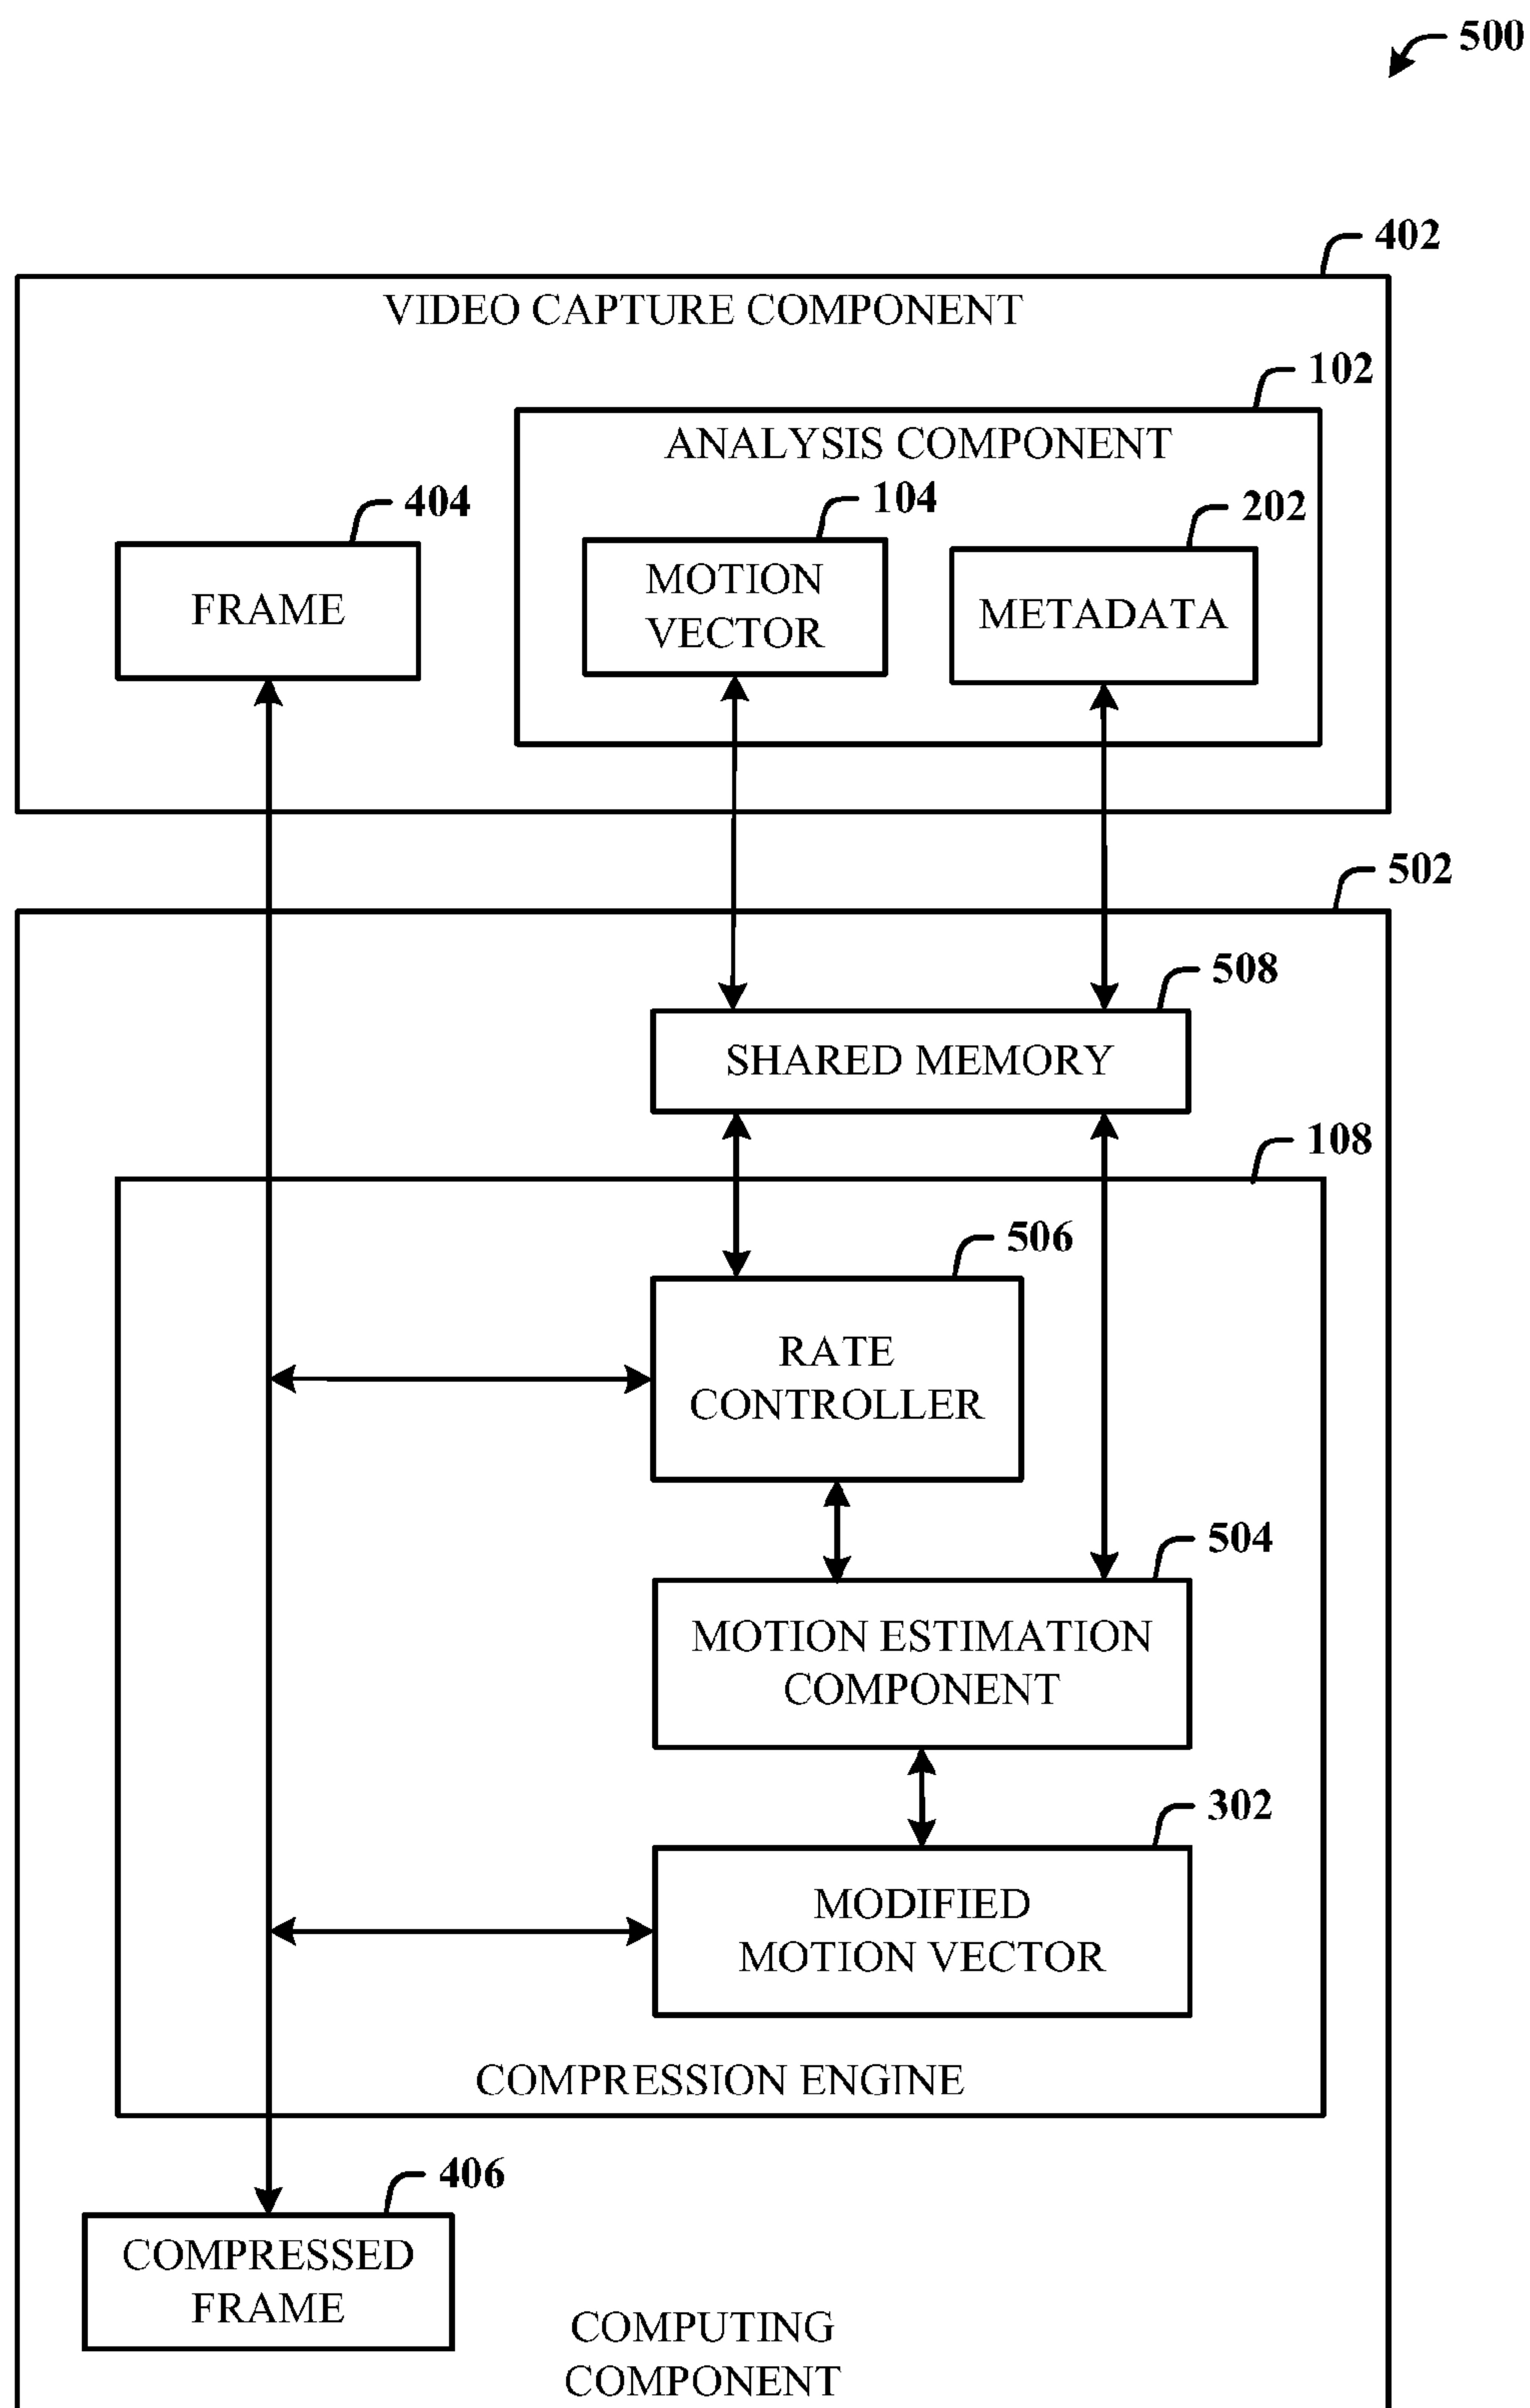 500
402
VIDEO CAPTURE COMPONENT
102
ANALYSIS COMPONENT
404
104
202
FRAME
MOTION
VECTOR
METADATA
502
508
SHARED MEMORY
108
506
RATE
CONTROLLER
504
MOTION ESTIMATION
COMPONENT
302
MODIFIED
MOTION VECTOR
COMPRESSION ENGINE
406
COMPRESSED
FRAME
COMPUTING
COMPONENT